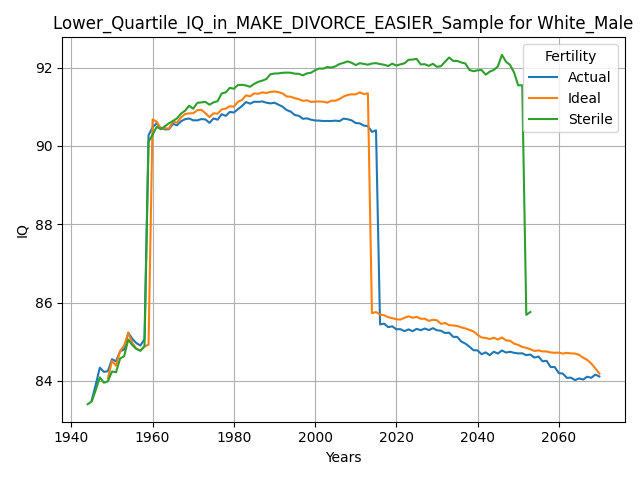 Lower_Quartile_IQ_in_MAKE_DIVORCE_EASIER_Sample for White_Male
Fertility
Actual
Ideal
Sterile
92
90
88
86
84
IQ
1940
1960
1980
2000
2020
2040
2060
Years